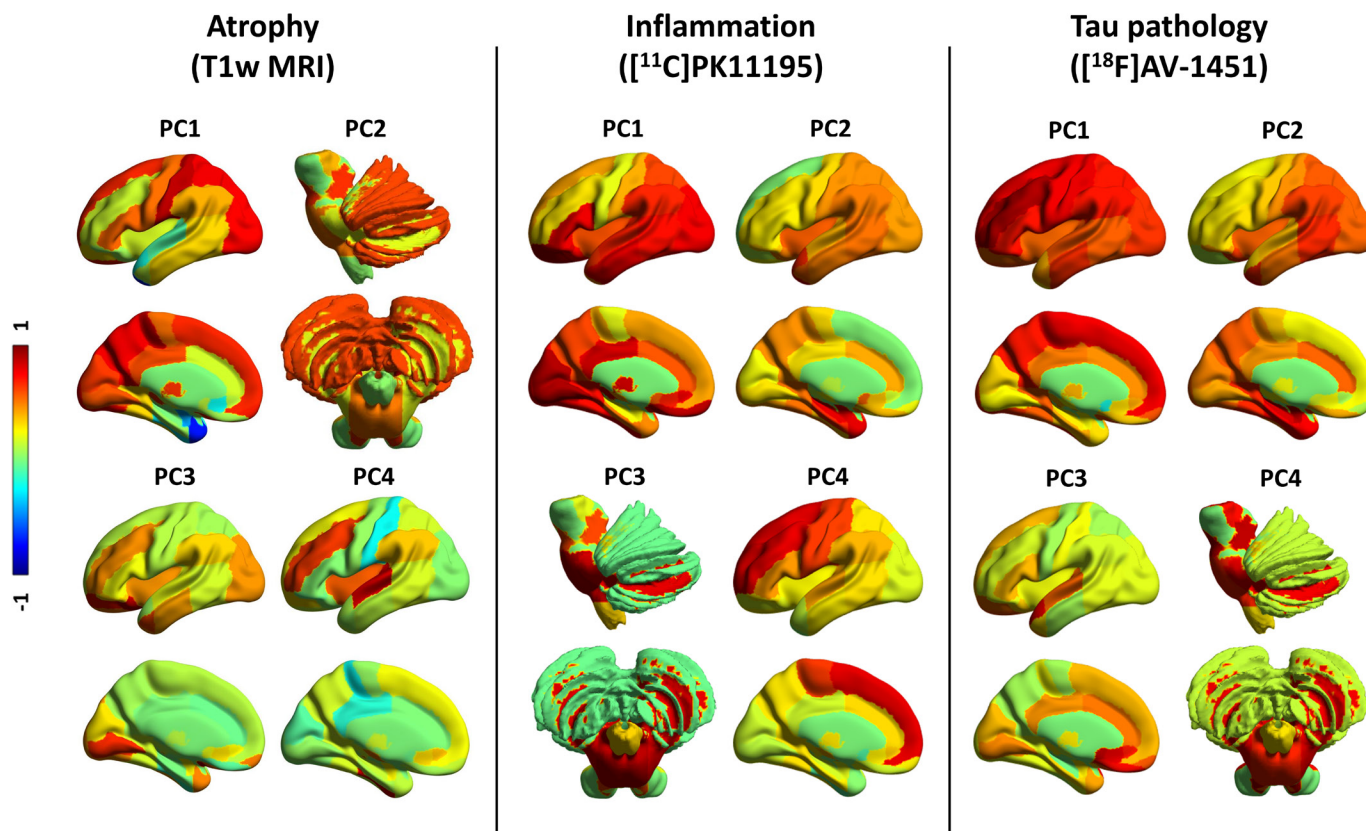 Atrophy
(T1w MRI)
Inflammation
([¹¹C]PK11195)
Tau pathology
([¹⁸F]AV-1451)
PC1
PC2
PC1
PC2
PC1
PC2
1
-1
PC3
PC4
PC3
PC4
PC3
PC4